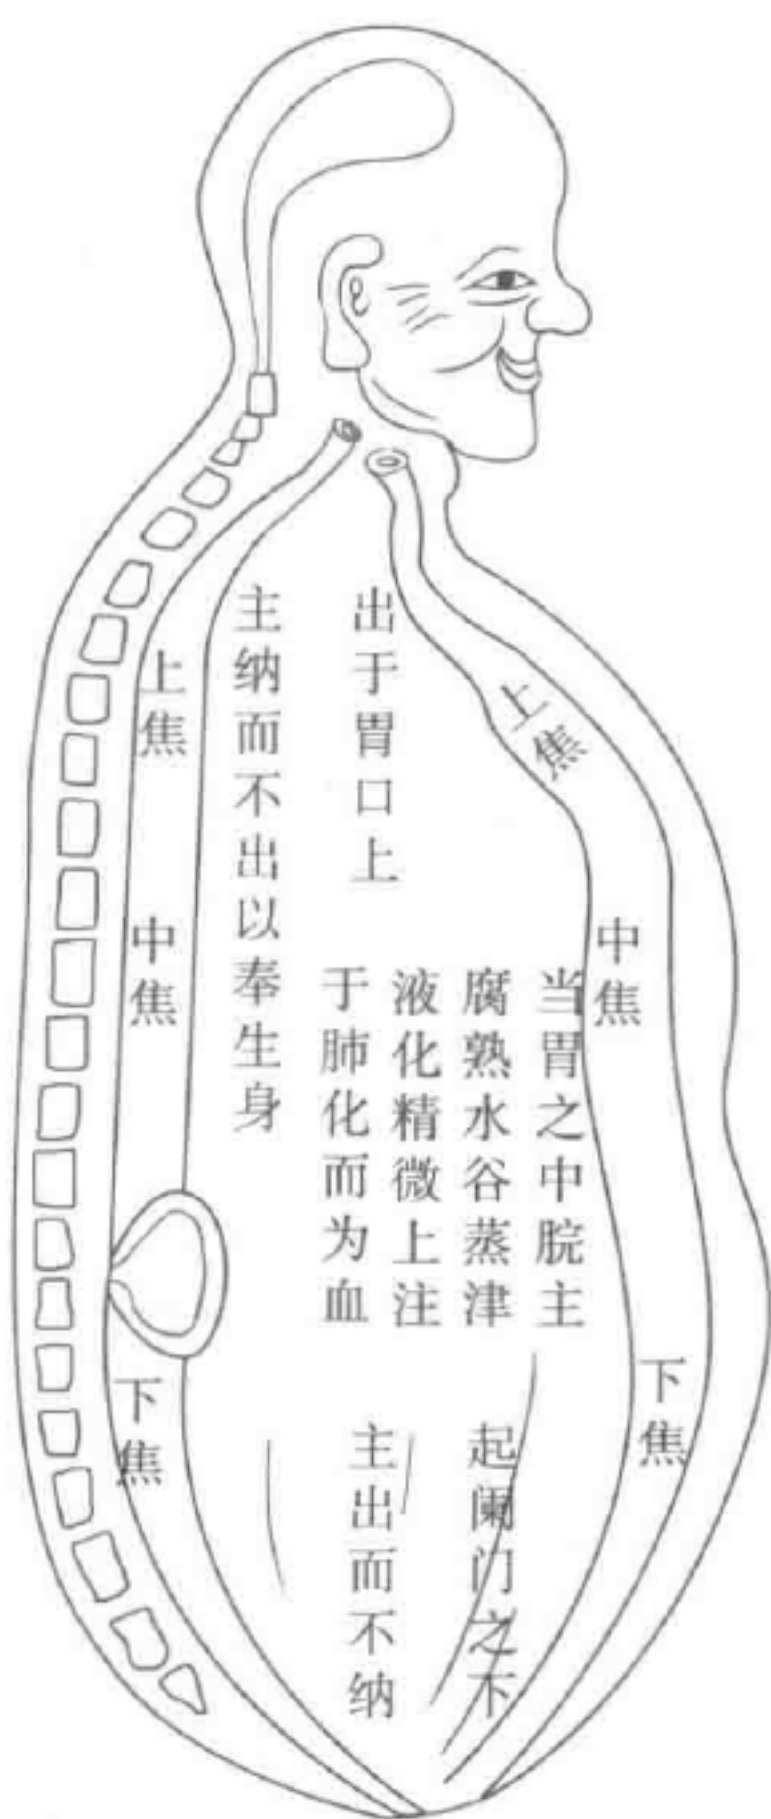 出于胃口上
主纳而不出以奉生身
上焦
上焦
当胃之中脘主
腐熟水谷蒸津
液化精微上注
于肺化而为血
中焦
中焦
起阑门之下
主出而不纳
下焦
下焦